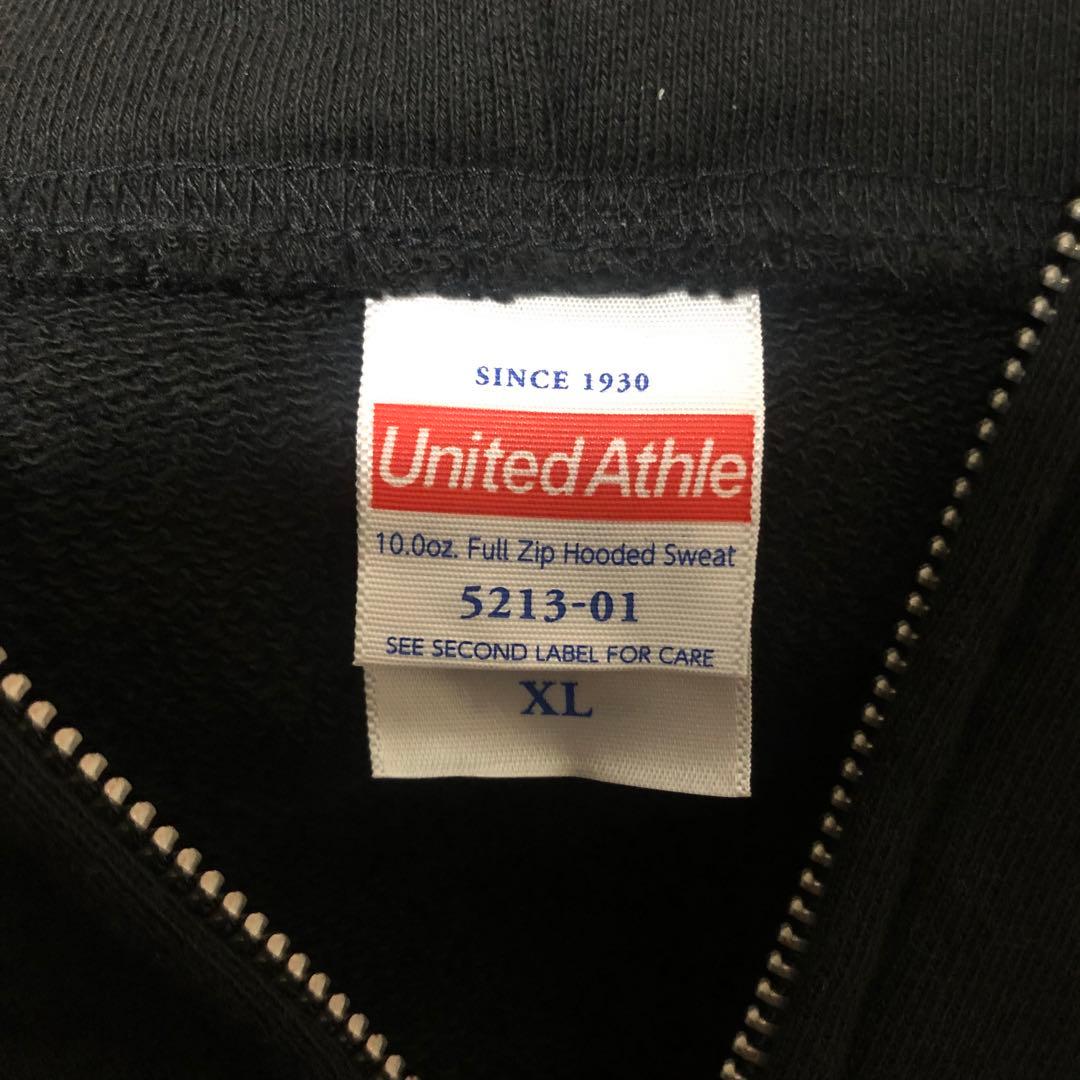 SINCE 1930
United Athle
10.0oz. Full Zip Hooded Sweat
5213-01
SEE SECOND LABEL FOR CARE
XL